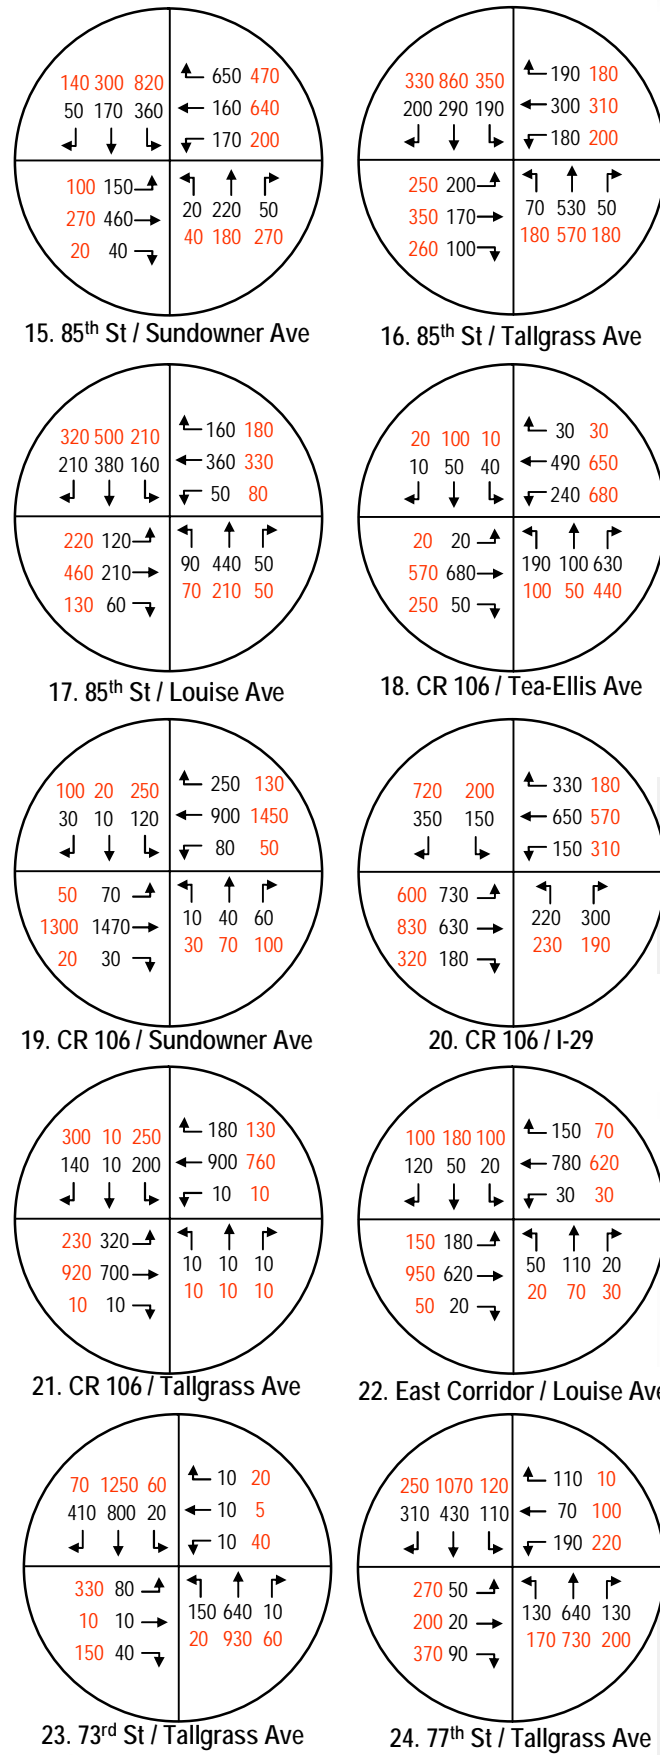 140 300 820
50 170 360
650 470
160 640
170 200
100 150
270 460
20 40
20 220 50
40 180 270
15. 85th St / Sundowner Ave
330 860 350
200 290 190
190 180
300 310
180 200
250 200
350 170
260 100
70 530 50
180 570 180
16. 85th St / Tallgrass Ave
320 500 210
210 380 160
160 180
360 330
50 80
220 120
460 210
130 60
90 440 50
70 210 50
17. 85th St / Louise Ave
20 100 10
10 50 40
30 30
490 650
240 680
20 20
570 680
250 50
190 100 630
100 50 440
18. CR 106 / Tea-Ellis Ave
100 20 250
30 10 120
250 130
900 1450
80 50
50 70
1300 1470
20 30
10 40 60
30 70 100
19. CR 106 / Sundowner Ave
720 200
350 150
330 180
650 570
150 310
600 730
830 630
320 180
220 300
230 190
20. CR 106 / I-29
300 10 250
140 10 200
180 130
900 760
10 10
230 320
920 700
10 10
10 10 10
10 10 10
21. CR 106 / Tallgrass Ave
100 180 100
120 50 20
150 70
780 620
30 30
150 180
950 620
50 20
50 110 20
20 70 30
22. East Corridor / Louise Ave
70 1250 60
410 800 20
10 20
10 5
10 40
330 80
10 10
150 40
150 640 10
20 930 60
23. 73rd St / Tallgrass Ave
250 1070 120
310 430 110
110 10
70 100
190 220
270 50
200 20
370 90
130 640 130
170 730 200
24. 77th St / Tallgrass Ave